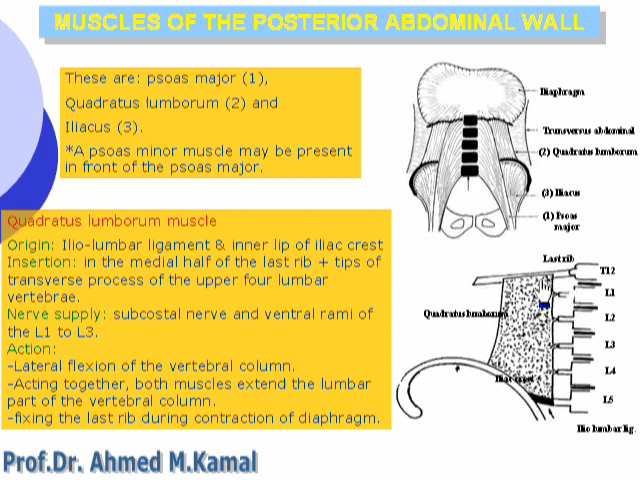 MUSCLES OF THE POSTERIOR ABDOMINAL WALL
These are: psoas major (1),
Quadratus lumborum (2) and
Iliacus (3).
*A psoas minor muscle may be present
in front of the psoas major.
Diaphragm
Transversus abdominal
(2) Quadratus lumborum
(3) Iliacus
(1) Psoas
major
Quadratus lumborum muscle
Origin: Ilio-lumbar ligament & inner lip of iliac crest
Insertion: in the medial half of the last rib + tips of
transverse process of the upper four lumbar
vertebrae.
Nerve supply: subcostal nerve and ventral rami of
the L1 to L3.
Action:
-Lateral flexion of the vertebral column.
-Acting together, both muscles extend the lumbar
part of the vertebral column.
-fixing the last rib during contraction of diaphragm.
Last rib
T12
L1
Quadratus lumborum
L2
L3
L4
L5
Ilio lumbar lig.
Prof.Dr. Ahmed M.Kamal